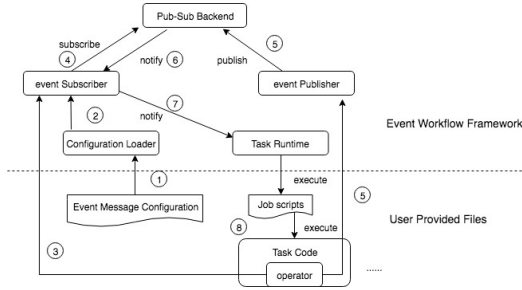 Pub-Sub Backend
subscribe
5
4
notify
6
publish
event Subscriber
event Publisher
7
2
notify
Event Workflow Framework
Configuration Loader
Task Runtime
1
execute
Event Message Configuration
Job scripts
5
User Provided Files
8
execute
3
Task Code
operator
......